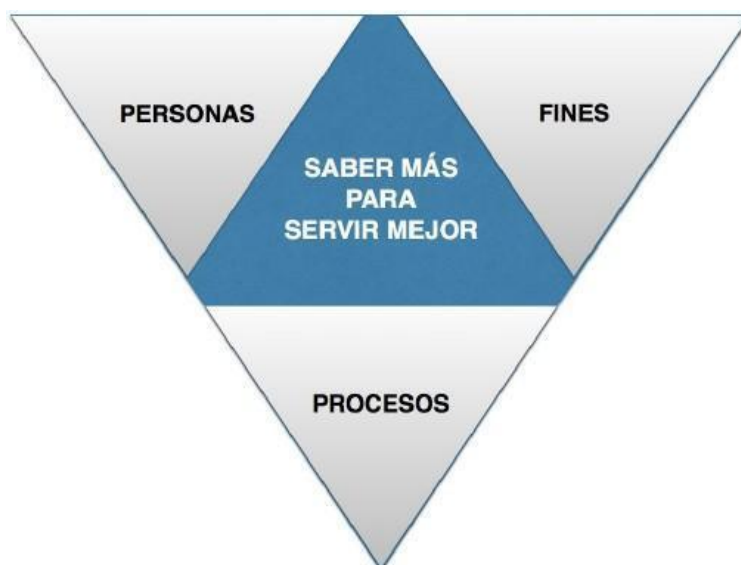 PERSONAS
FINES
SABER MÁS
PARA
SERVIR MEJOR
PROCESOS